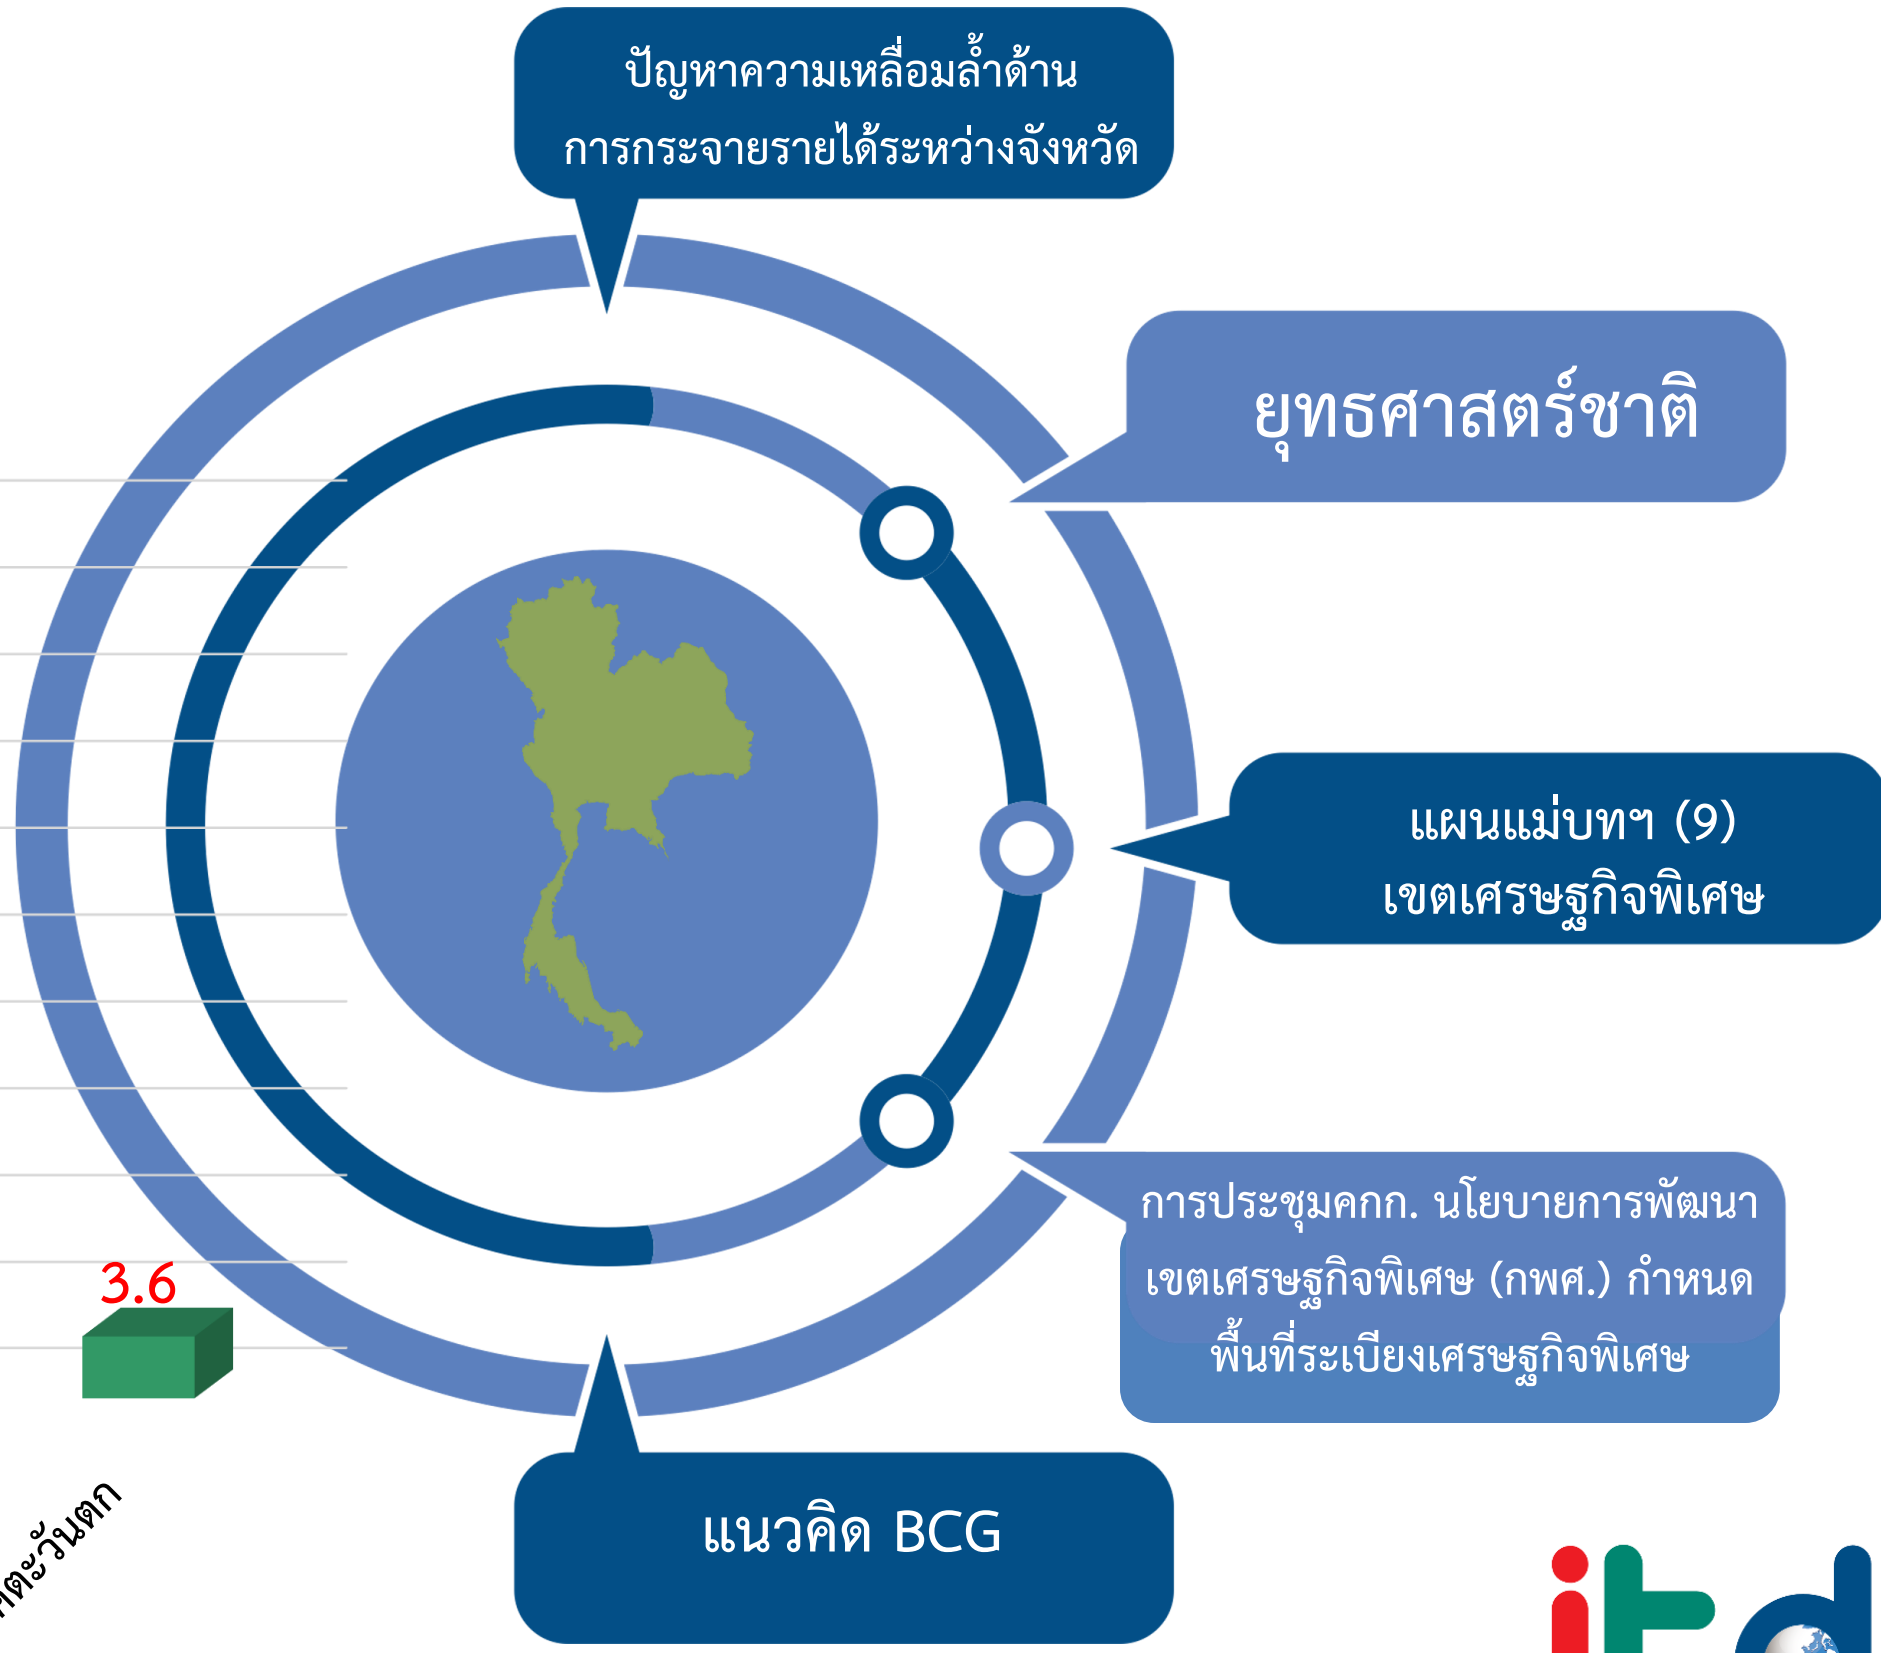 ปัญหาความเหลื่อมล้ำด้าน
การกระจายรายได้ระหว่างจังหวัด
ยุทธศาสตร์ชาติ
แผนแม่บทฯ (9)
เขตเศรษฐกิจพิเศษ
การประชุมคกก. นโยบายการพัฒนา
เขตเศรษฐกิจพิเศษ (กพศ.) กำหนด
พื้นที่ระเบียงเศรษฐกิจพิเศษ
3.6
แนวคิด BCG
itd